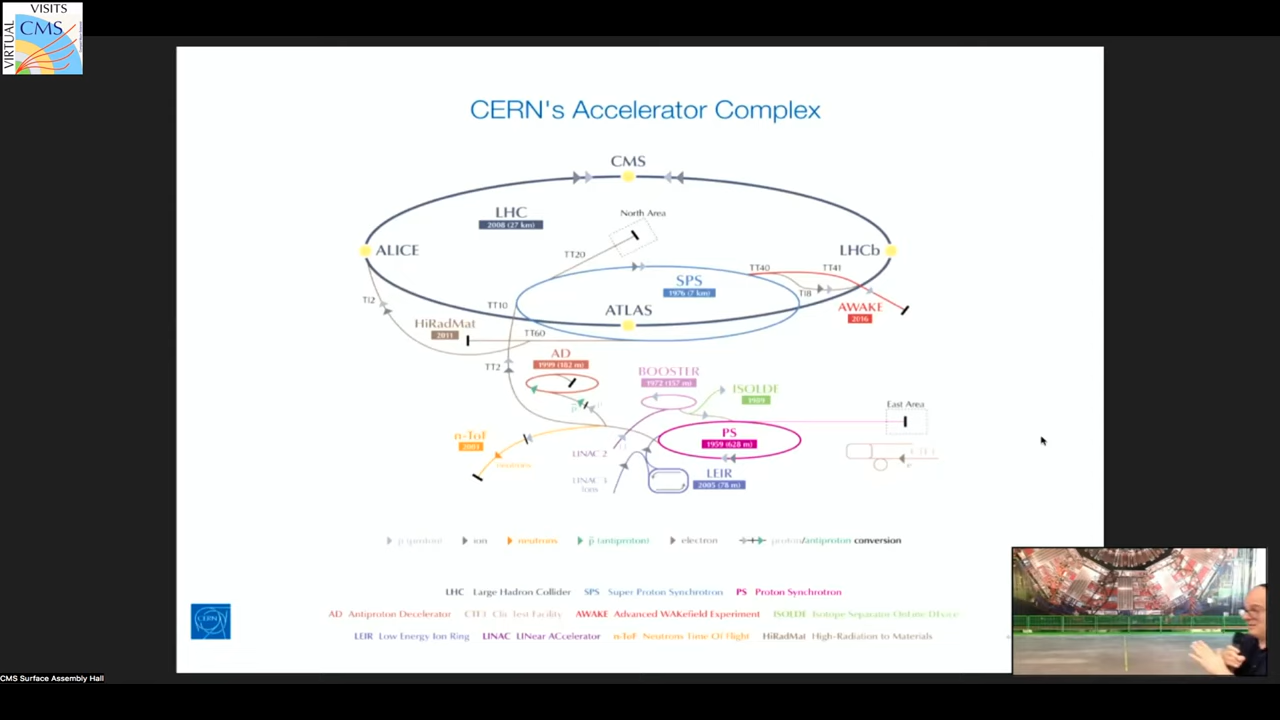 VISITS
VIRTUAL
CMS
CERN's Accelerator Complex
CMS
LHC
2008 (27 km)
North Area
ALICE
TT20
LHCb
SPS
1976 (7 km)
TT40
TT41
TI2
TT10
ATLAS
TI8
AWAKE
2016
HiRadMat
2011
TT60
AD
1999 (182 m)
TT2
BOOSTER
1972 (157 m)
ISOLDE
1989
East Area
p
n-ToF
2001
PS
1959 (628 m)
neutrons
LINAC 2
LEIR
2005 (78 m)
LINAC 3
Ions
p (proton)
ion
neutrons
p̄ (antiproton)
electron
proton/antiproton conversion
LHC Large Hadron Collider SPS Super Proton Synchrotron PS Proton Synchrotron
AD Antiproton Decelerator CTF3 Clic Test Facility AWAKE Advanced WAKefield Experiment ISOLDE Isotope Separator OnLine DEvice
LEIR Low Energy Ion Ring LINAC LINear ACcelerator n-ToF Neutrons Time Of Flight HiRadMat High-Radiation to Materials
CERN
CMS Surface Assembly Hall